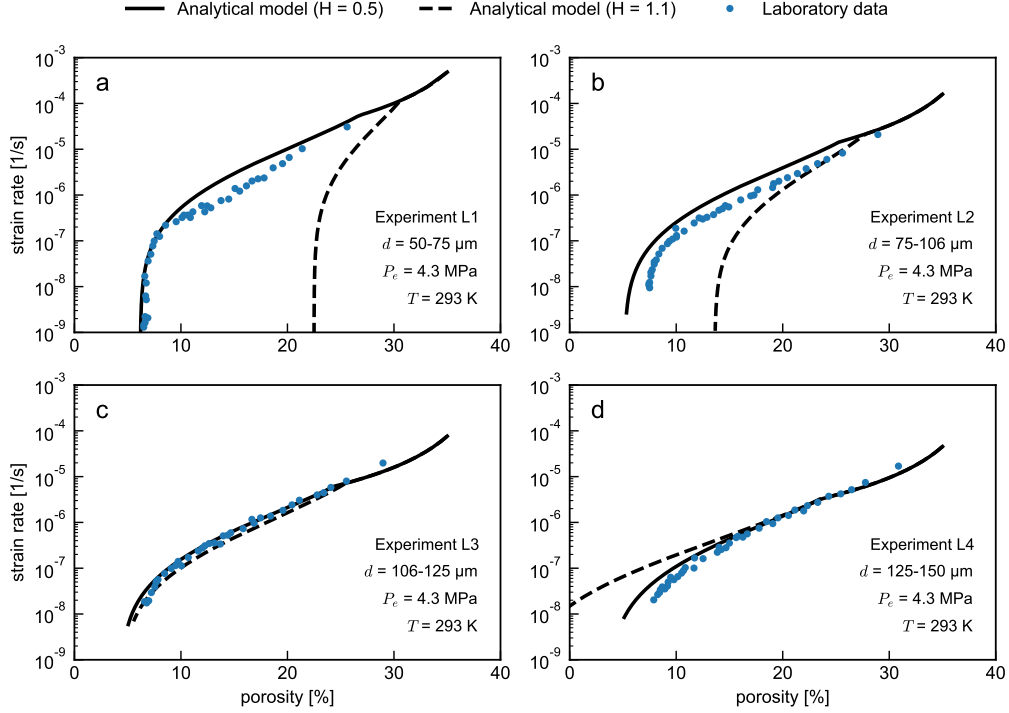 Analytical model (H = 0.5) Analytical model (H = 1.1) Laboratory data
a
strain rate [1/s]
10⁻³
10⁻⁴
10⁻⁵
10⁻⁶
10⁻⁷
10⁻⁸
10⁻⁹
Experiment L1
d = 50-75 μm
Pₑ = 4.3 MPa
T = 293 K
0 10 20 30 40
b
10⁻³
10⁻⁴
10⁻⁵
10⁻⁶
10⁻⁷
10⁻⁸
10⁻⁹
Experiment L2
d = 75-106 μm
Pₑ = 4.3 MPa
T = 293 K
0 10 20 30 40
c
strain rate [1/s]
10⁻³
10⁻⁴
10⁻⁵
10⁻⁶
10⁻⁷
10⁻⁸
10⁻⁹
Experiment L3
d = 106-125 μm
Pₑ = 4.3 MPa
T = 293 K
0 10 20 30 40
porosity [%]
d
10⁻³
10⁻⁴
10⁻⁵
10⁻⁶
10⁻⁷
10⁻⁸
10⁻⁹
Experiment L4
d = 125-150 μm
Pₑ = 4.3 MPa
T = 293 K
0 10 20 30 40
porosity [%]